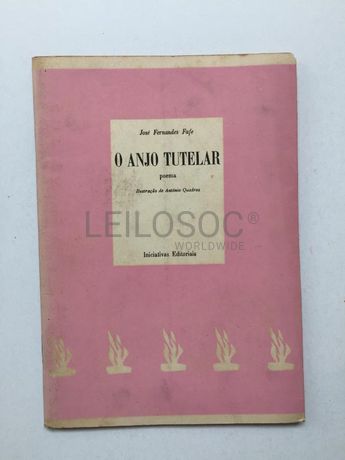 José Fernandes Fafe
O ANJO TUTELAR
poema
Ilustração de António Quadros
LEILOSOC®
WORLDWIDE
Iniciativas Editoriais